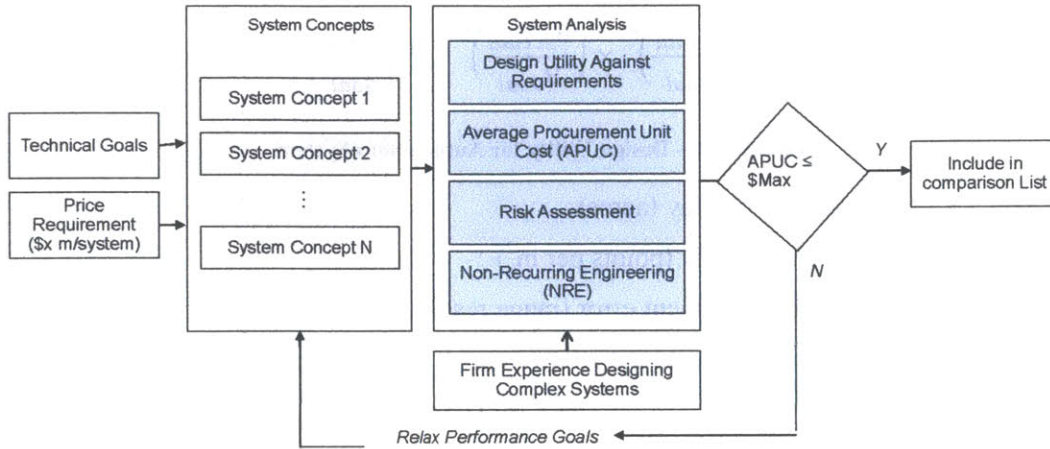 System Concepts
System Concept 1
System Concept 2
⋮
System Concept N
System Analysis
Design Utility Against
Requirements
Average Procurement Unit
Cost (APUC)
Risk Assessment
Non-Recurring Engineering
(NRE)
Technical Goals
Price
Requirement
($x m/system)
APUC ≤
$Max
Y
Include in
comparison List
N
Firm Experience Designing
Complex Systems
Relax Performance Goals